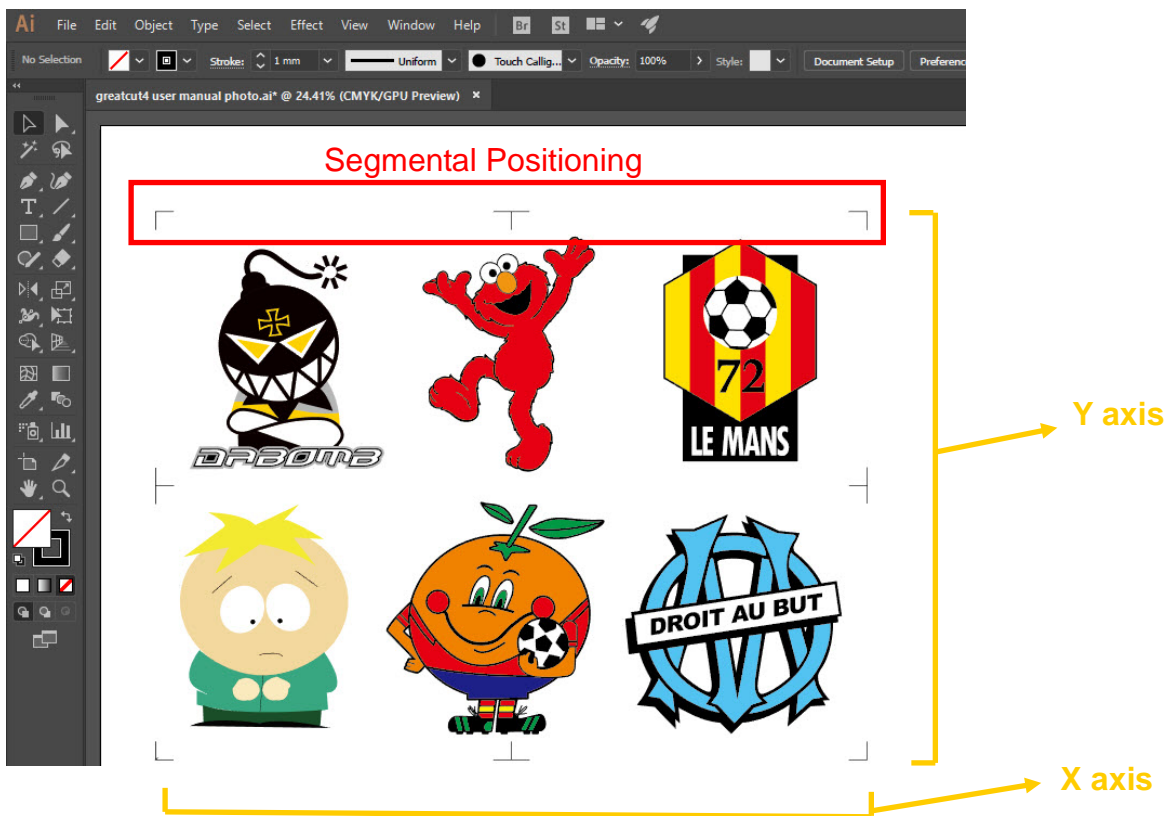 Ai File Edit Object Type Select Effect View Window Help Br St
No Selection Stroke: 1 mm Uniform Touch Callig... Opacity: 100% Style: Document Setup Preferenc
greatcut4 user manual photo.ai* @ 24.41% (CMYK/GPU Preview) ×
Segmental Positioning
72
LE MANS
DABOMB
Y axis
DROIT AU BUT
X axis